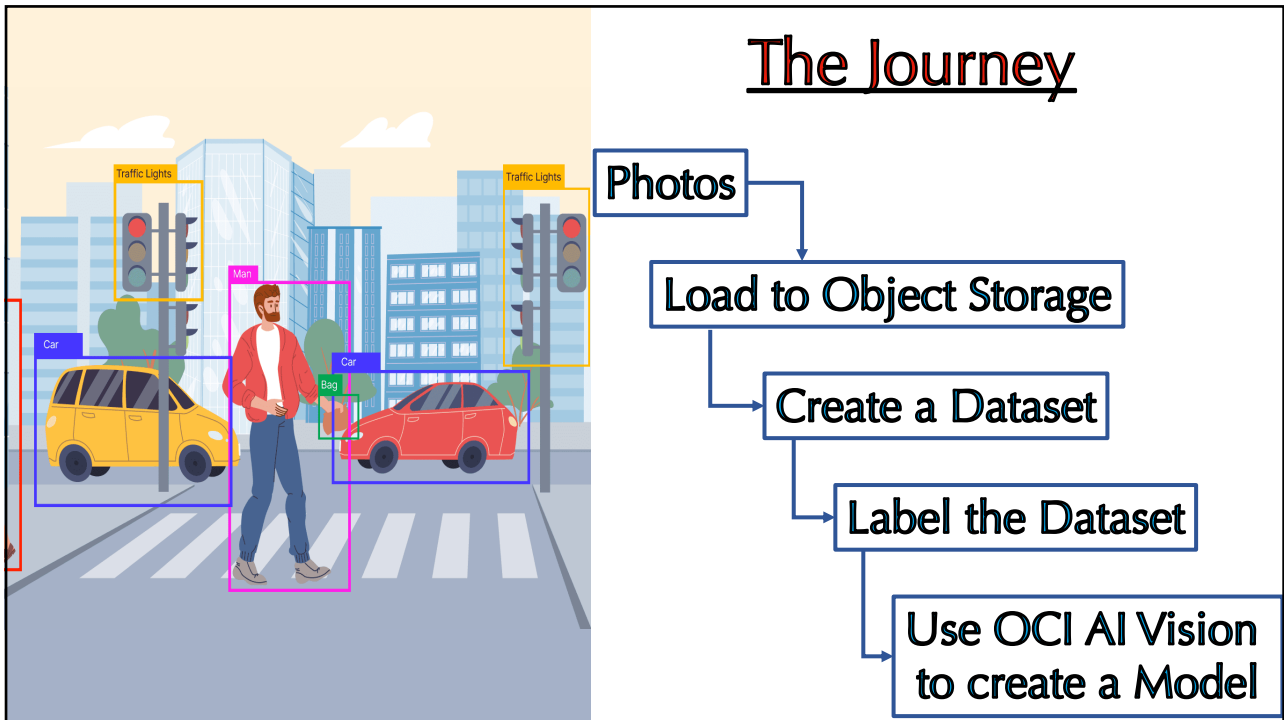 The Journey
Traffic Lights
Traffic Lights
Man
Car
Car
Bag
Photos
Load to Object Storage
Create a Dataset
Label the Dataset
Use OCI AI Vision
to create a Model